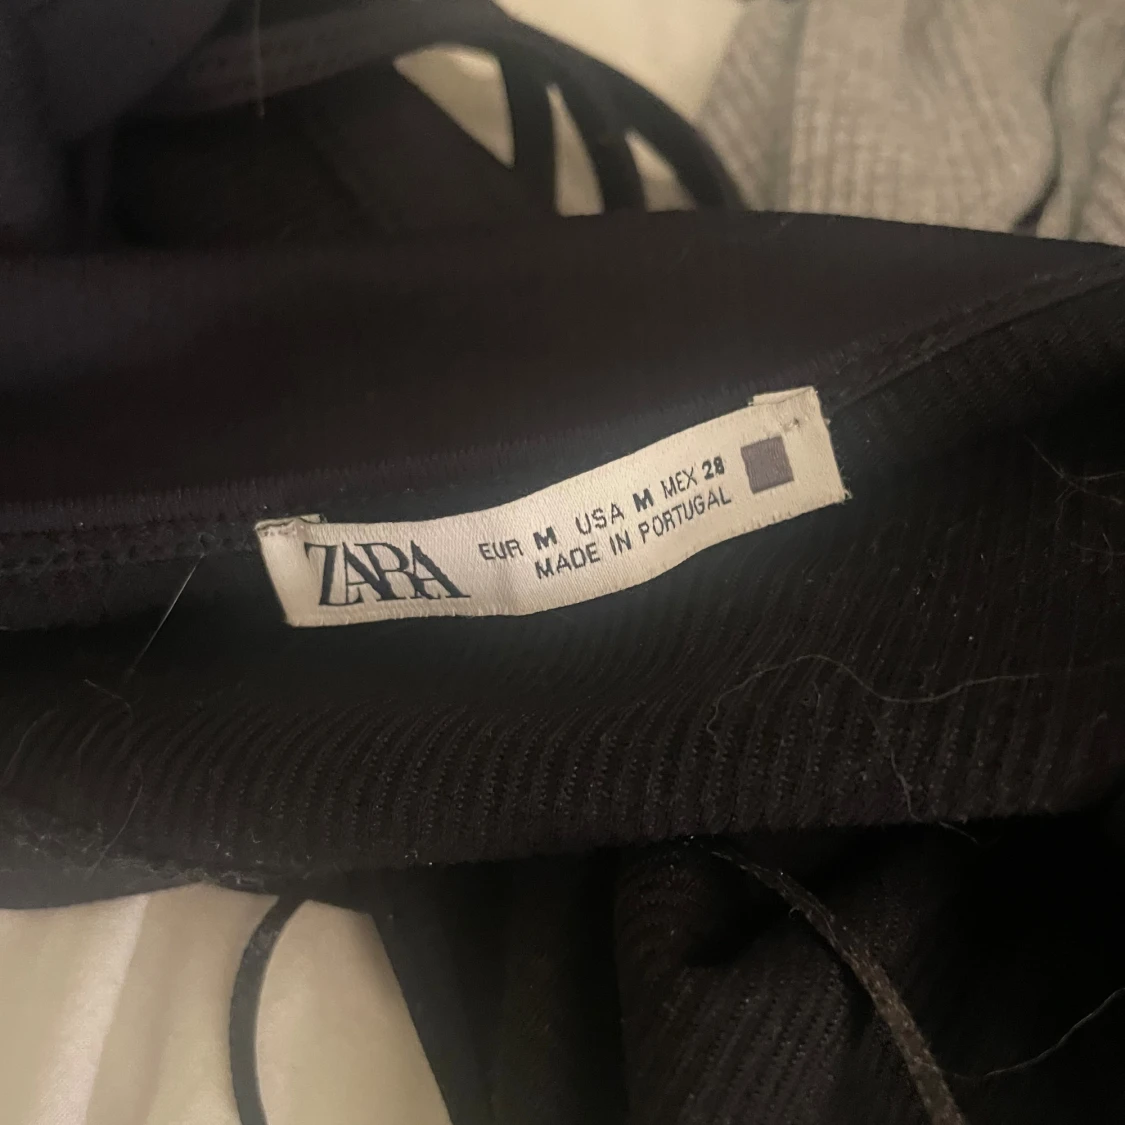 ZARA
EUR M USA M MEX 28
MADE IN PORTUGAL